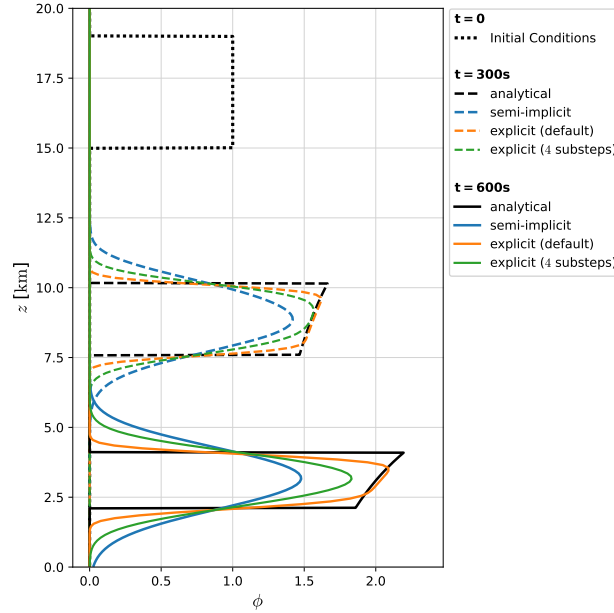 20.0
17.5
15.0
12.5
10.0
7.5
5.0
2.5
0.0
z [km]
0.0 0.5 1.0 1.5 2.0
ϕ
t = 0
Initial Conditions
t = 300s
analytical
semi-implicit
explicit (default)
explicit (4 substeps)
t = 600s
analytical
semi-implicit
explicit (default)
explicit (4 substeps)